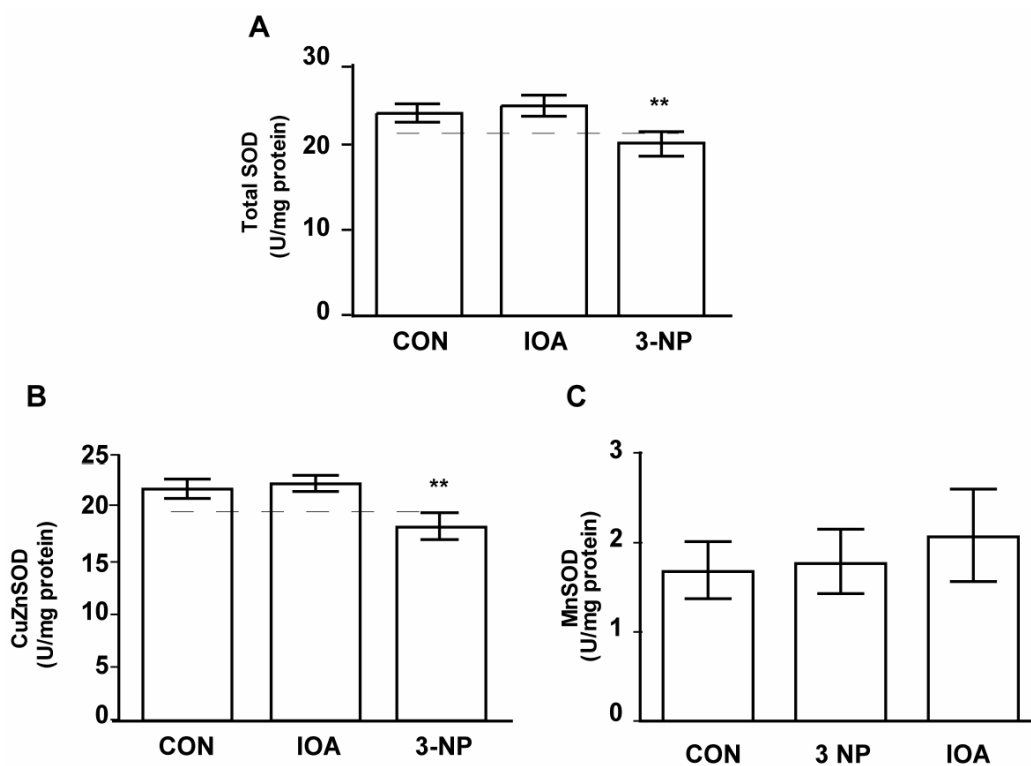 A
Total SOD
(U/mg protein)
30
20
10
0
**
CON IOA 3-NP
B
CuZnSOD
(U/mg protein)
25
20
15
10
5
0
**
CON IOA 3-NP
C
MnSOD
(U/mg protein)
3
2
1
0
CON 3 NP IOA